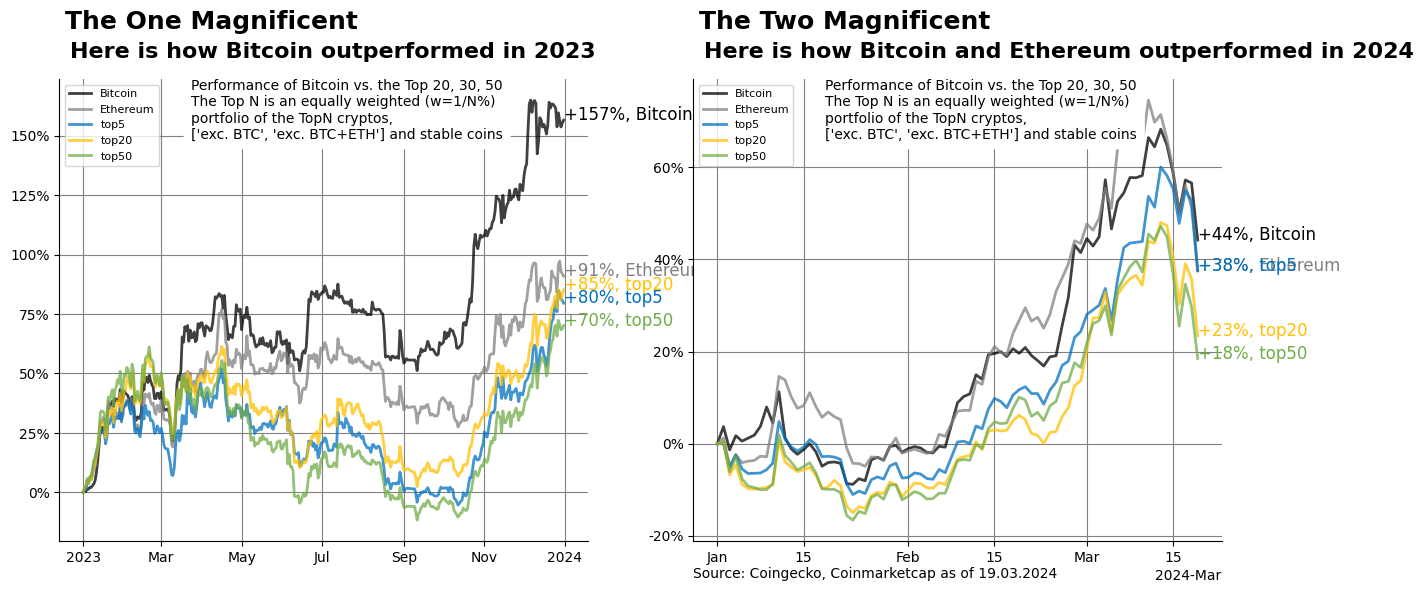 The One Magnificent
Here is how Bitcoin outperformed in 2023
Performance of Bitcoin vs. the Top 20, 30, 50
The Top N is an equally weighted (w=1/N%)
portfolio of the TopN cryptos,
['exc. BTC', 'exc. BTC+ETH'] and stable coins
Bitcoin
Ethereum
top5
top20
top50
150%
125%
100%
75%
50%
25%
0%
+157%, Bitcoin
+91%, Ethereum
+85%, top20
+80%, top5
+70%, top50
2023
Mar
May
Jul
Sep
Nov
2024
The Two Magnificent
Here is how Bitcoin and Ethereum outperformed in 2024
Performance of Bitcoin vs. the Top 20, 30, 50
The Top N is an equally weighted (w=1/N%)
portfolio of the TopN cryptos,
['exc. BTC', 'exc. BTC+ETH'] and stable coins
Bitcoin
Ethereum
top5
top20
top50
60%
40%
20%
0%
-20%
+44%, Bitcoin
+38%, top5
Ethereum
+23%, top20
+18%, top50
Jan
15
Feb
15
Mar
15
2024-Mar
Source: Coingecko, Coinmarketcap as of 19.03.2024